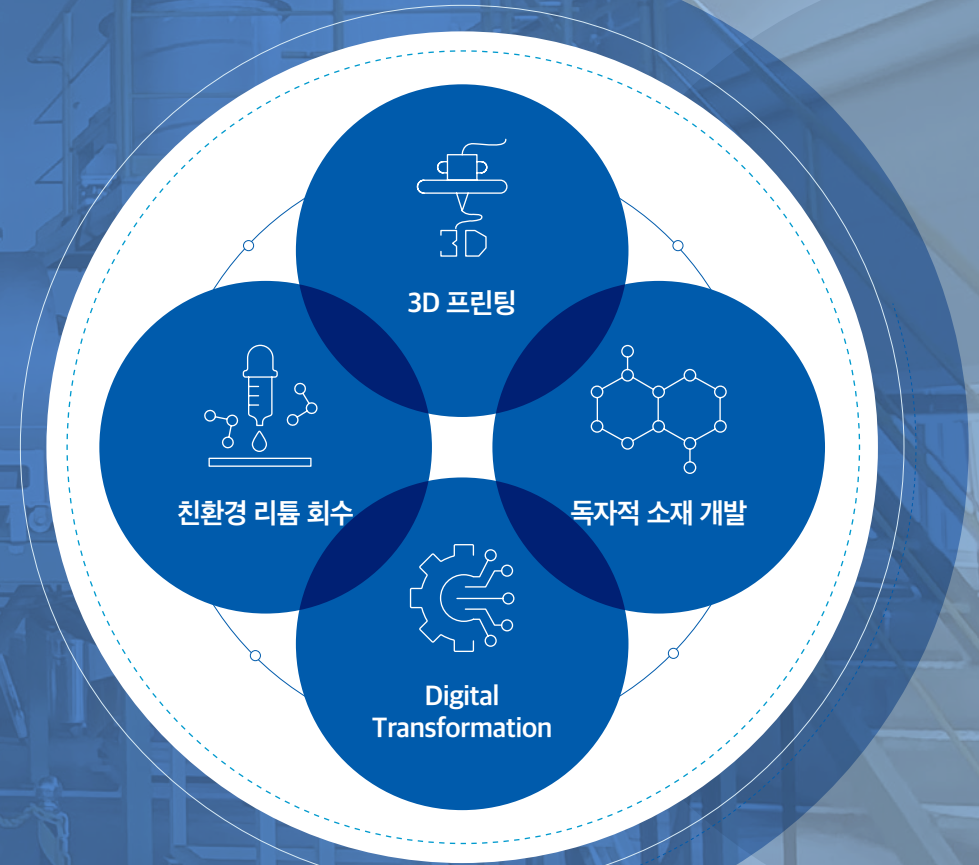 3D
3D 프린팅
친환경 리튬 회수
독자적 소재 개발
Digital
Transformation